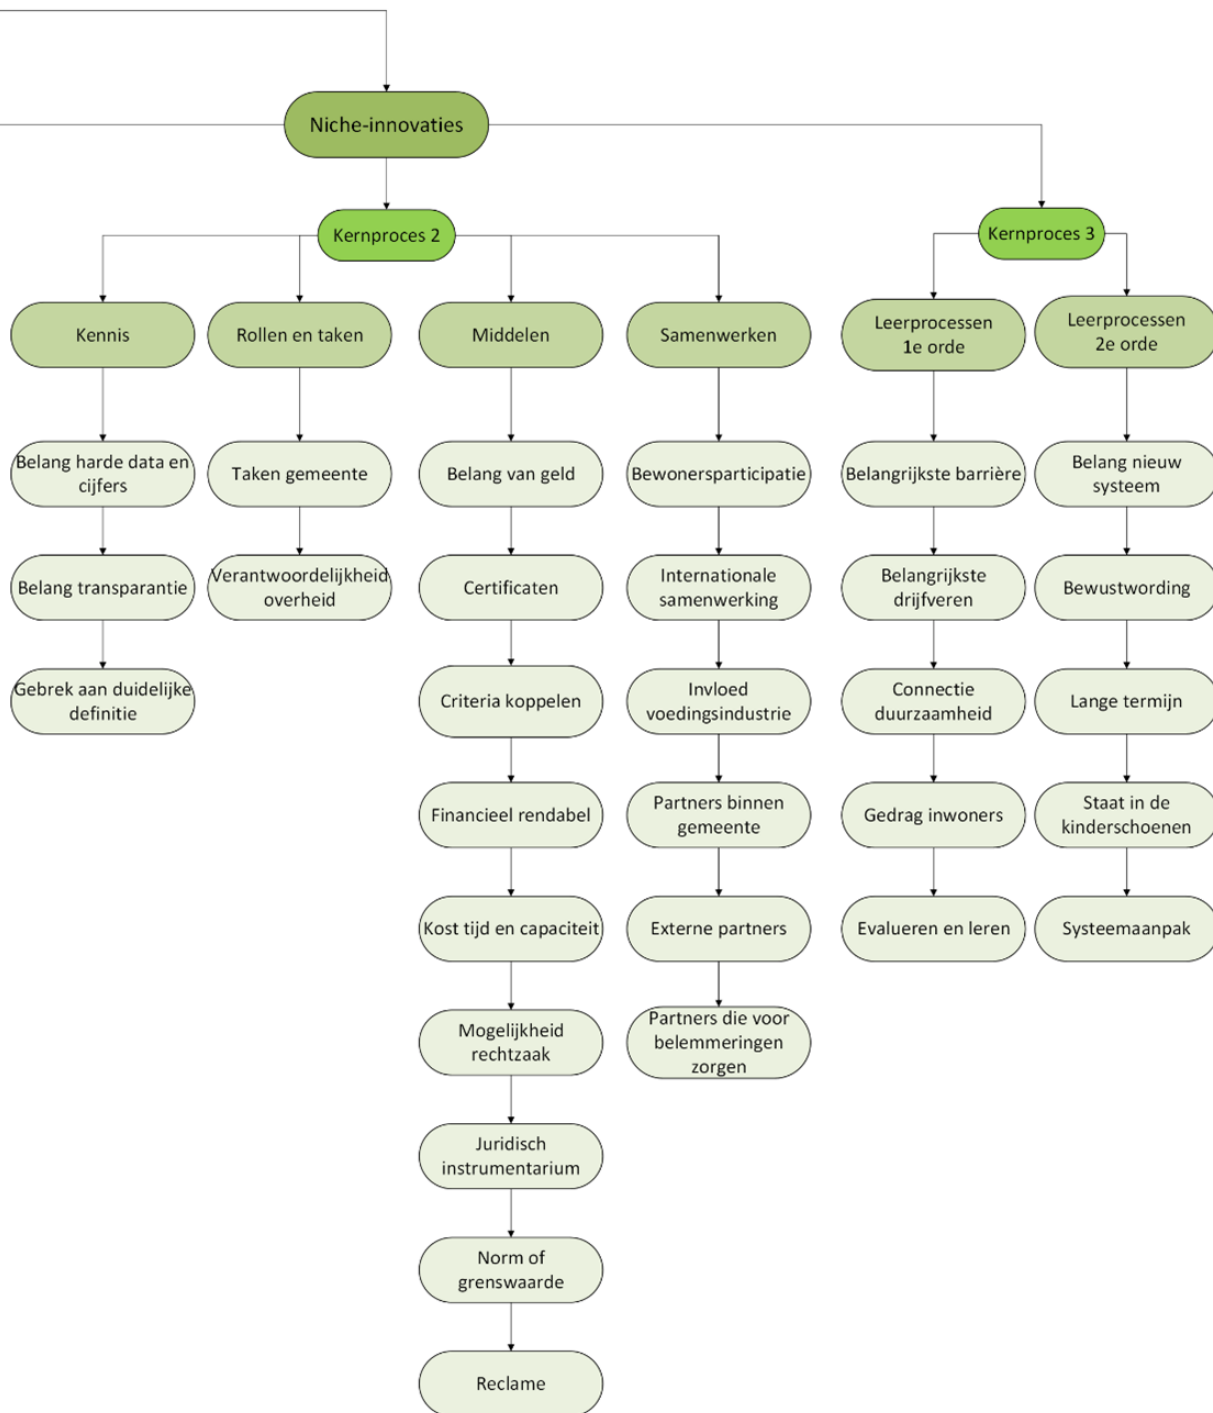 Niche-innovaties
Kernproces 2
Kernproces 3
Kennis
Rollen en taken
Middelen
Samenwerken
Leerprocessen
1e orde
Leerprocessen
2e orde
Belang harde data en
cijfers
Belang transparantie
Gebrek aan duidelijke
definitie
Taken gemeente
Verantwoordelijkheid
overheid
Belang van geld
Certificaten
Criteria koppelen
Financieel rendabel
Kost tijd en capaciteit
Mogelijkheid
rechtzaak
Juridisch
instrumentarium
Norm of
grenswaarde
Reclame
Bewonersparticipatie
Internationale
samenwerking
Invloed
voedingsindustrie
Partners binnen
gemeente
Externe partners
Partners die voor
belemmeringen
zorgen
Belangrijkste barrière
Belangrijkste
drijfveren
Connectie
duurzaamheid
Gedrag inwoners
Evalueren en leren
Belang nieuw
systeem
Bewustwording
Lange termijn
Staat in de
kinderschoenen
Systeemaanpak